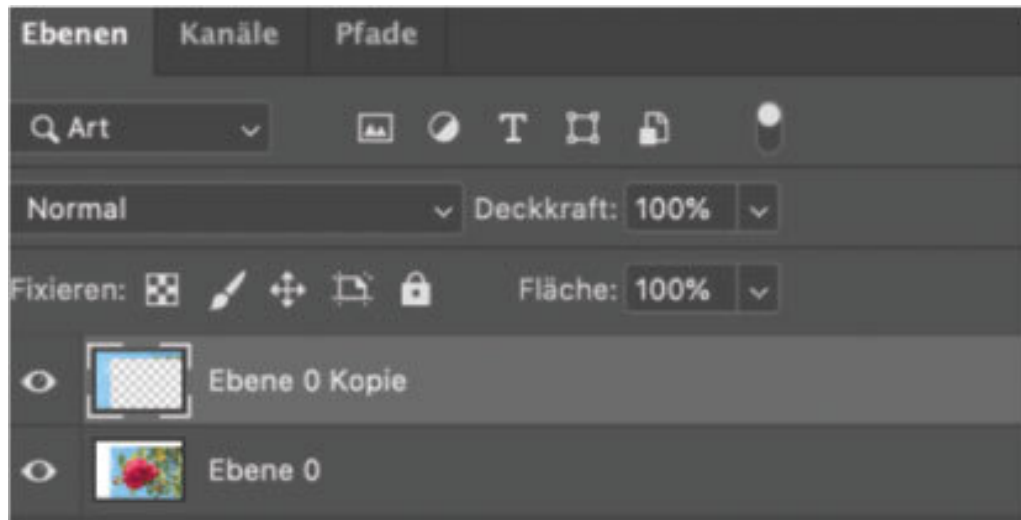 Ebenen Kanäle Pfade
Art T
Normal Deckkraft: 100%
Fixieren: Fläche: 100%
Ebene 0 Kopie
Ebene 0